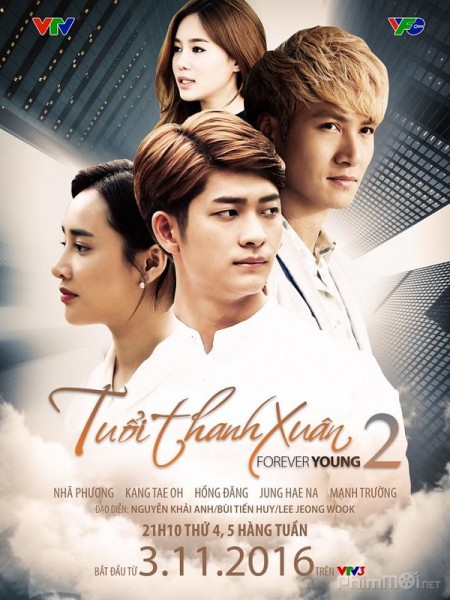 VTV
VFC
Tuổi thanh Xuân 2
FOREVER YOUNG
NHÃ PHƯƠNG KANG TAE OH HỒNG ĐĂNG JUNG HAE NA MẠNH TRƯỜNG
ĐẠO DIỄN: NGUYỄN KHẢI ANH/BÙI TIẾN HUY/LEE JEONG WOOK
21H10 THỨ 4, 5 HÀNG TUẦN
BẮT ĐẦU TỪ 3.11.2016 TRÊN VTV3
PHIMMOI.NET